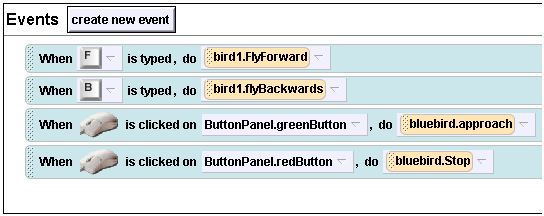 Events create new event
When F is typed, do bird1.FlyForward
When B is typed, do bird1.flyBackwards
When is clicked on ButtonPanel.greenButton , do bluebird.approach
When is clicked on ButtonPanel.redButton , do bluebird.Stop